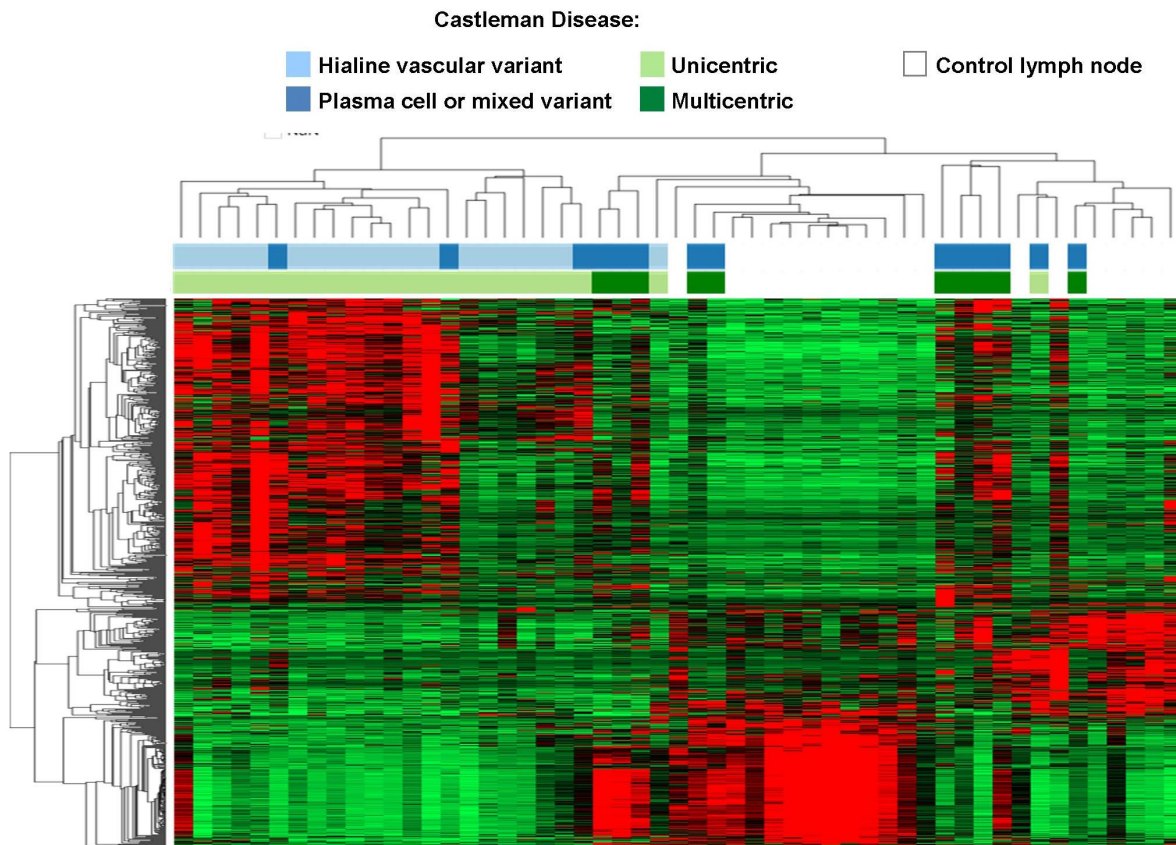 Castleman Disease:
Hialine vascular variant
Unicentric
Control lymph node
Plasma cell or mixed variant
Multicentric